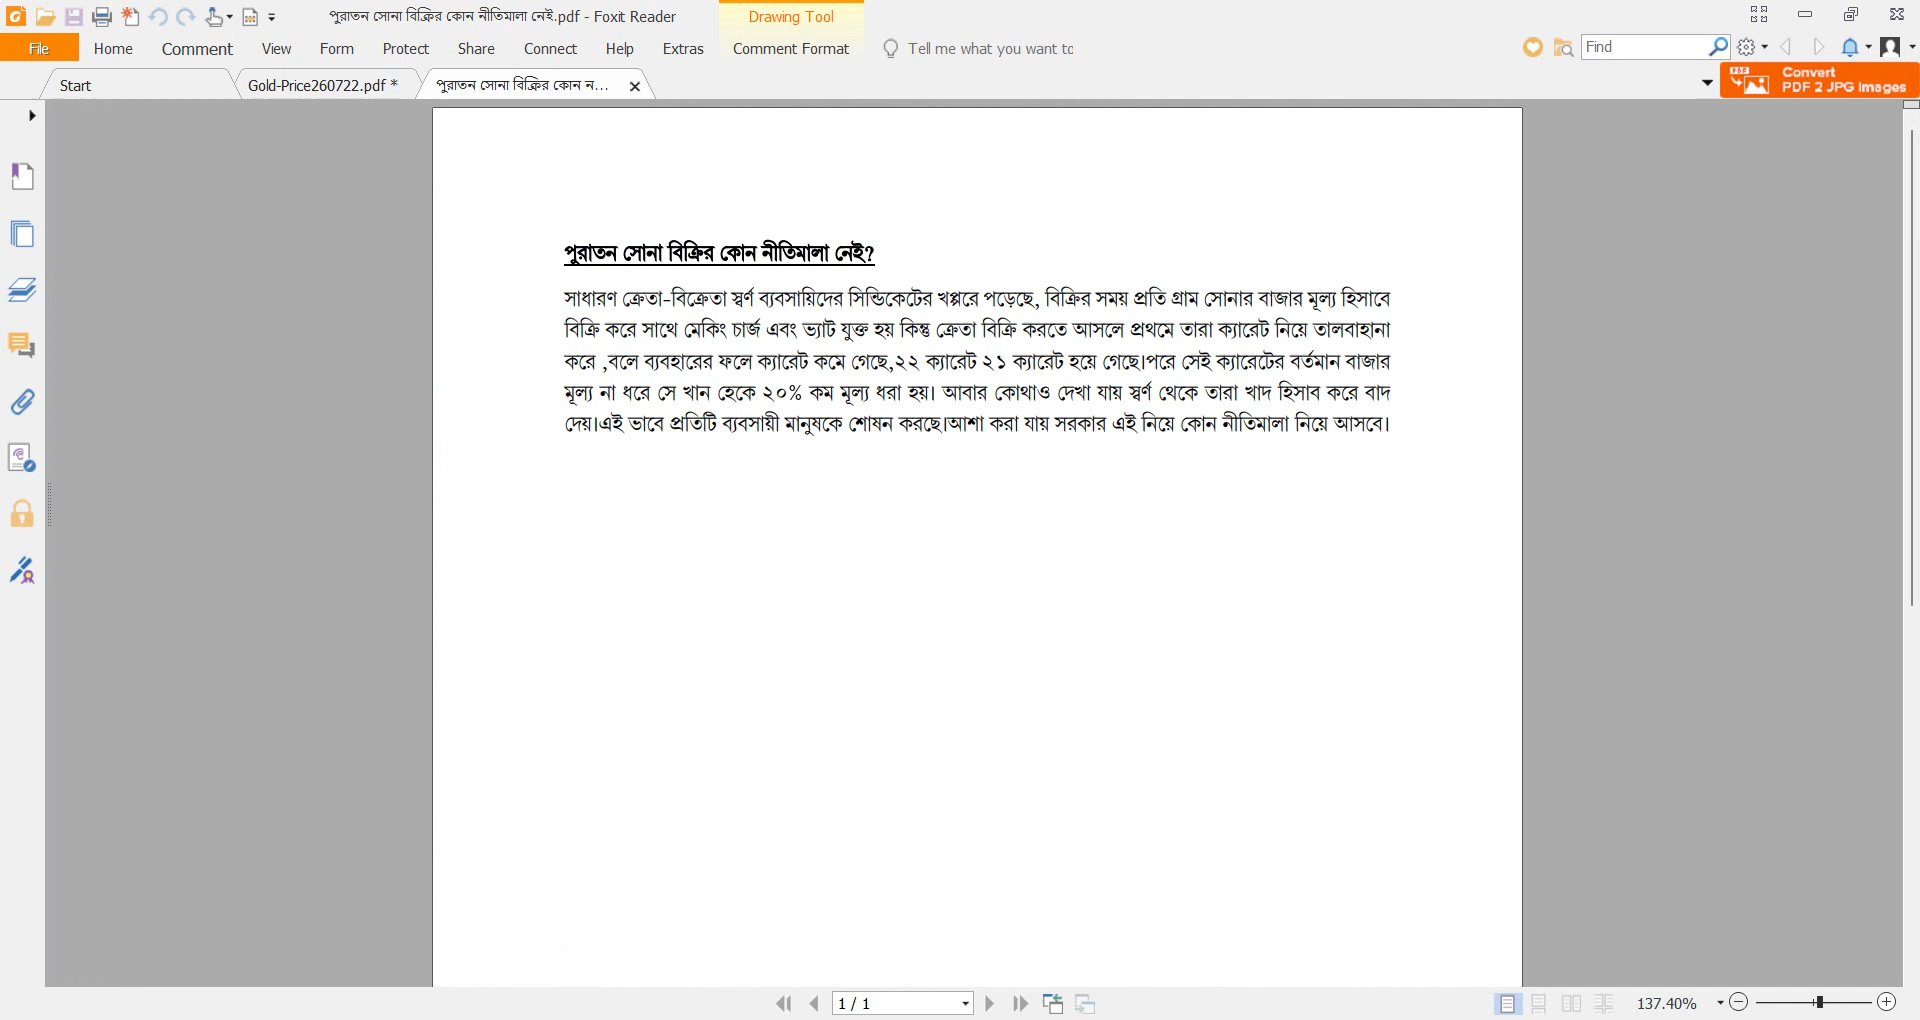 পুরাতন সোনা বিক্রির কোন নীতিমালা নেই.pdf - Foxit Reader
Drawing Tool
File Home Comment View Form Protect Share Connect Help Extras Comment Format Tell me what you want to
Find
Start
Gold-Price260722.pdf *
পুরাতন সোনা বিক্রির কোন ন...
Convert
PDF 2 JPG Images
পুরাতন সোনা বিক্রির কোন নীতিমালা নেই?
সাধারণ ক্রেতা-বিক্রেতা স্বর্ণ ব্যবসায়িদের সিন্ডিকেটের খপ্পরে পড়েছে, বিক্রির সময় প্রতি গ্রাম সোনার বাজার মূল্য হিসাবে
বিক্রি করে সাথে মেকিং চার্জ এবং ভ্যাট যুক্ত হয় কিন্তু ক্রেতা বিক্রি করতে আসলে প্রথমে তারা ক্যারেট নিয়ে তালবাহানা
করে ,বলে ব্যবহারের ফলে ক্যারেট কমে গেছে,২২ ক্যারেট ২১ ক্যারেট হয়ে গেছে।পরে সেই ক্যারেটের বর্তমান বাজার
মূল্য না ধরে সে খান হেকে ২০% কম মূল্য ধরা হয়। আবার কোথাও দেখা যায় স্বর্ণ থেকে তারা খাদ হিসাব করে বাদ
দেয়।এই ভাবে প্রতিটি ব্যবসায়ী মানুষকে শোষন করছে।আশা করা যায় সরকার এই নিয়ে কোন নীতিমালা নিয়ে আসবে।
1 / 1
137.40%